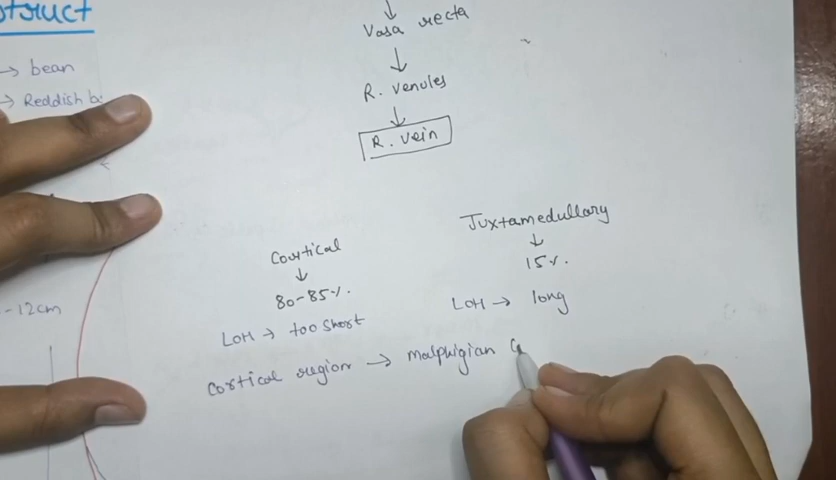 struct
→ bean
→ Reddish b
- 12cm
↓
Vasa recta
↓
R. venules
↓
R. vein
Cortical
↓
80-85%.
LOH → too short
Juxtamedullary
↓
15%.
LOH → long
Cortical region → malphigian